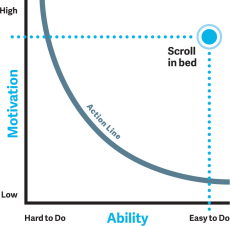 High
Scroll
in bed
Motivation
Action Line
Low
Hard to Do
Ability
Easy to Do